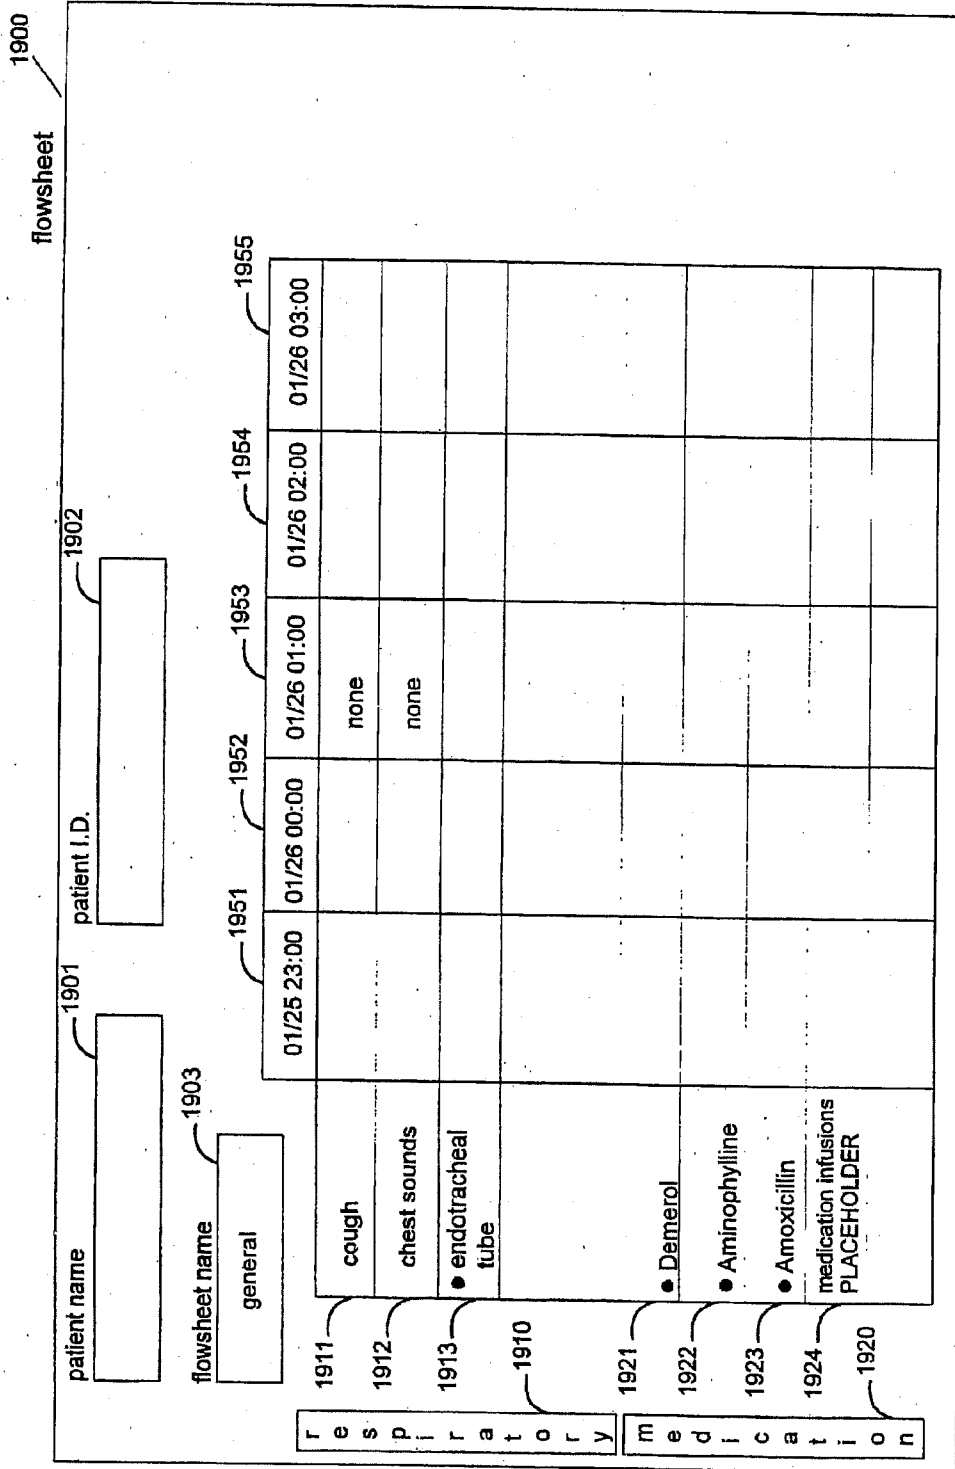 flowsheet
1900
patient name
1901
patient I.D.
1902
flowsheet name
1903
general
1951
1952
1953
1954
1955
01/25 23:00
01/26 00:00
01/26 01:00
01/26 02:00
01/26 03:00
respiratory
1910
1911
cough
none
1912
chest sounds
none
1913
● endotracheal
tube
medication
1920
1921
● Demerol
1922
● Aminophylline
1923
● Amoxicillin
1924
medication infusions
PLACEHOLDER